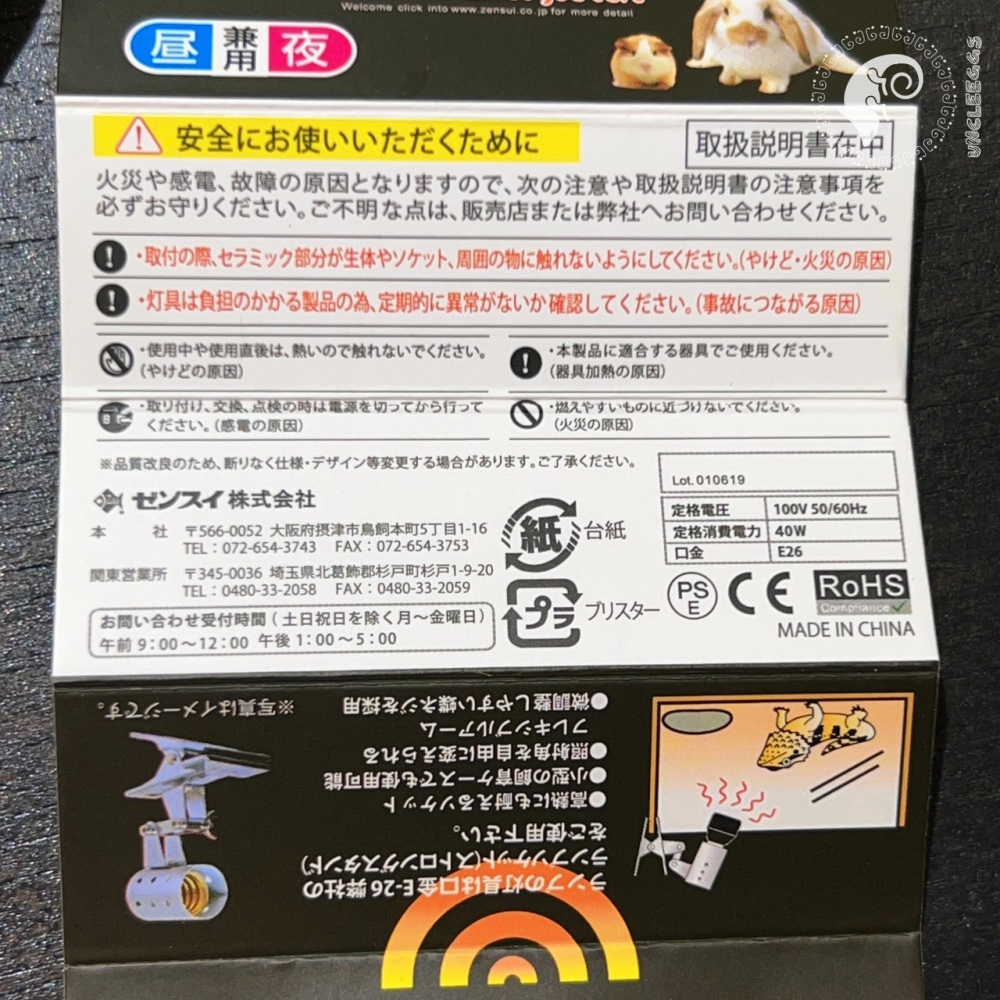 Welcome click into www.zensui.co.jp for more detail
昼 兼用 夜
UNCLEEGGS
安全にお使いいただくために
取扱説明書在中
火災や感電、故障の原因となりますので、次の注意や取扱説明書の注意事項を
必ずお守りください。ご不明な点は、販売店または弊社へお問い合わせください。
・取付の際、セラミック部分が生体やソケット、周囲の物に触れないようにしてください。(やけど・火災の原因)
・灯具は負担のかかる製品の為、定期的に異常がないか確認してください。(事故につながる原因)
・使用中や使用直後は、熱いので触れないでください。
(やけどの原因)
・本製品に適合する器具でご使用ください。
(器具加熱の原因)
・取り付け、交換、点検の時は電源を切ってから行って
ください。(感電の原因)
・燃えやすいものに近づけないでください。
(火災の原因)
※品質改良のため、断りなく仕様・デザイン等変更する場合があります。ご了承ください。
ゼンスイ株式会社
本 社 〒566-0052 大阪府摂津市鳥飼本町5丁目1-16
TEL：072-654-3743 FAX：072-654-3753
関東営業所 〒345-0036 埼玉県北葛飾郡杉戸町杉戸1-9-20
TEL：0480-33-2058 FAX：0480-33-2059
お問い合わせ受付時間(土日祝日を除く月～金曜日)
午前 9：00～12：00 午後 1：00～5：00
紙 台紙
プラ ブリスター
Lot. 010619
定格電圧 100V 50/60Hz
定格消費電力 40W
口金 E26
PS
E
CE
RoHS
Compliance
MADE IN CHINA
ランプの灯具は口金E-26弊社の
ランプソケット(ストロングスタンド)
をご使用下さい。
●高熱にも耐えるソケット
●小型の飼育ケースでも使用可能
●照射角を自由に変えられる
フレキシブルアーム
●微調整しやすい蝶ネジを採用
※写真はイメージです。